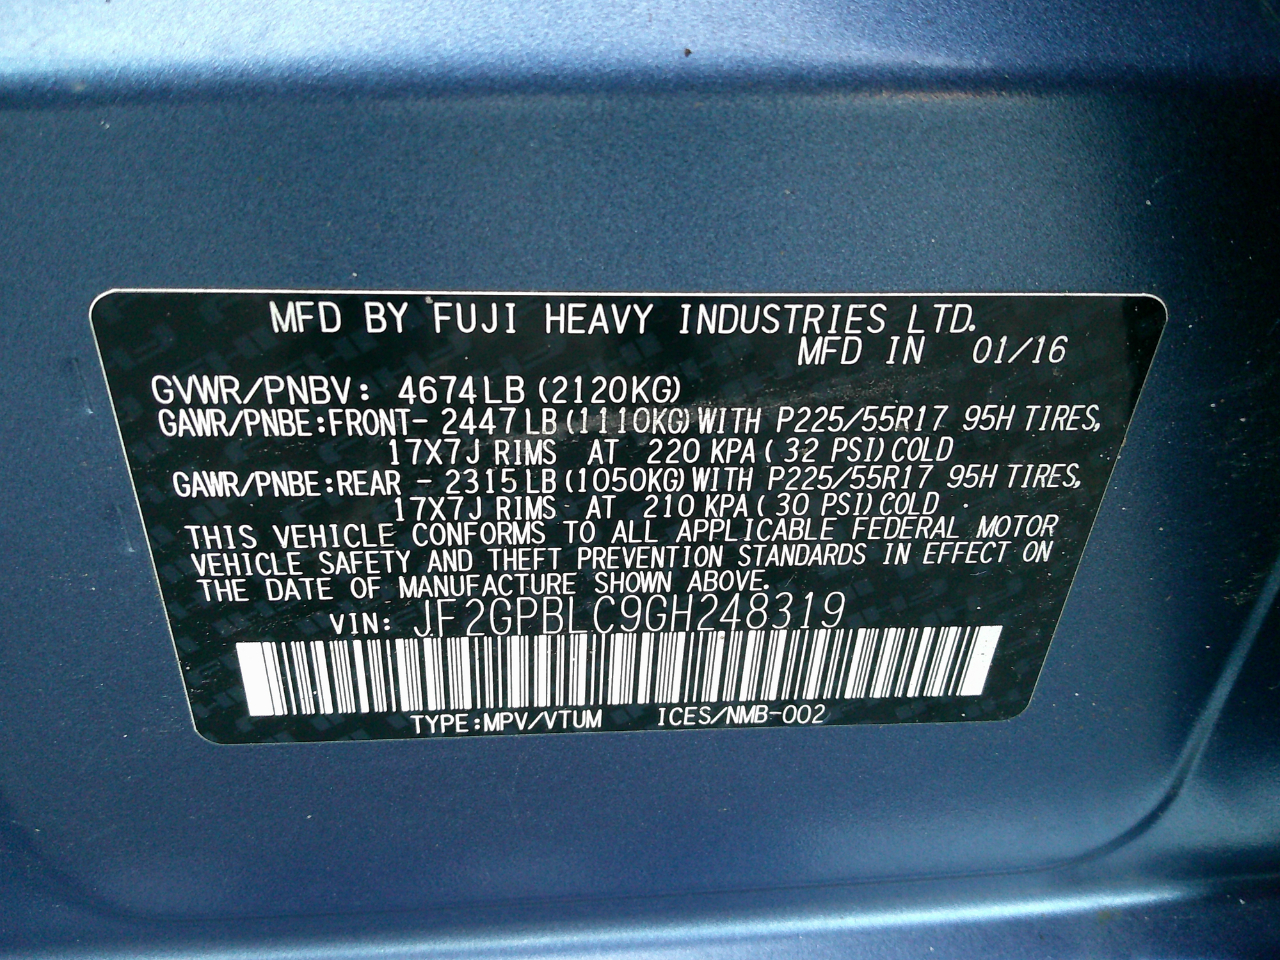 MFD BY FUJI HEAVY INDUSTRIES LTD.
MFD IN 01/16
GVWR/PNBV: 4674LB (2120KG)
GAWR/PNBE:FRONT- 2447LB (1110KG) WITH P225/55R17 95H TIRES,
17X7J RIMS AT 220 KPA ( 32 PSI) COLD
GAWR/PNBE:REAR - 2315LB (1050KG) WITH P225/55R17 95H TIRES,
17X7J RIMS AT 210 KPA ( 30 PSI) COLD
THIS VEHICLE CONFORMS TO ALL APPLICABLE FEDERAL MOTOR
VEHICLE SAFETY AND THEFT PREVENTION STANDARDS IN EFFECT ON
THE DATE OF MANUFACTURE SHOWN ABOVE.
VIN: JF2GPBLC9GH248319
TYPE:MPV/VTUM ICES/NMB-002